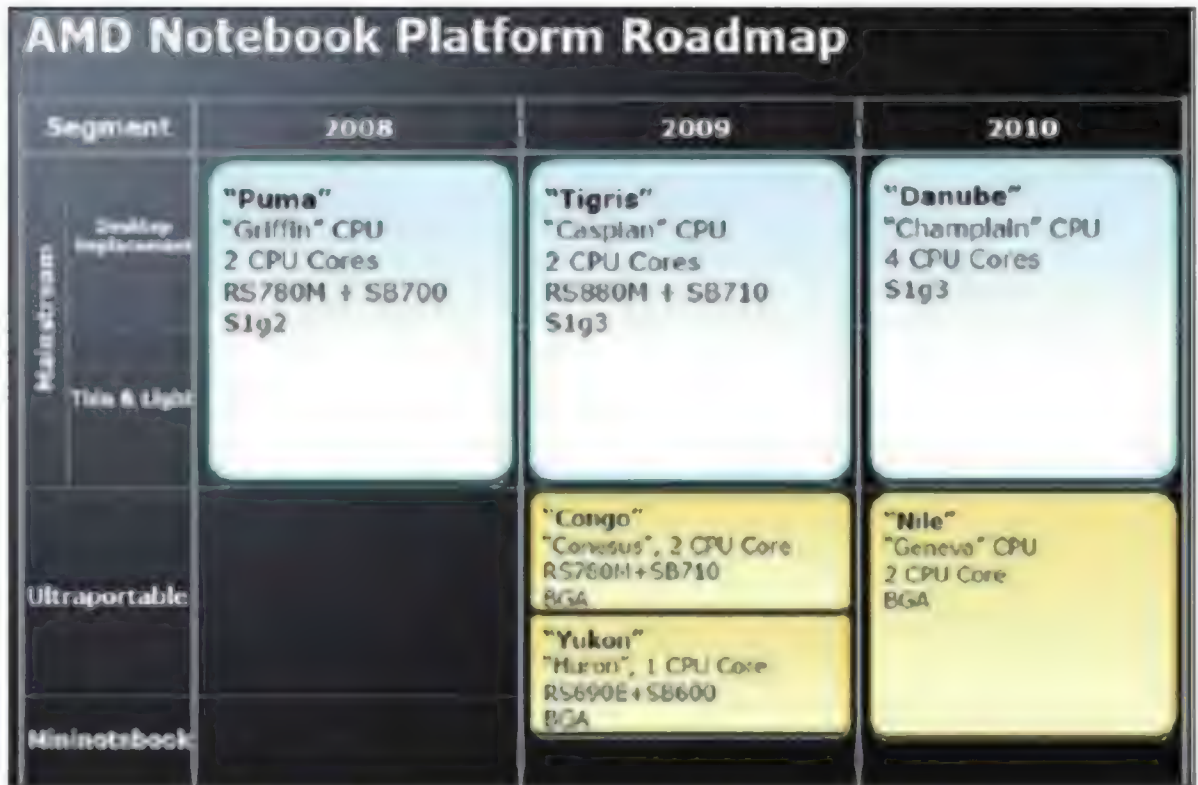 AMD Notebook Platform Roadmap
Segment 2008 2009 2010
Mainstream
Desktop
Replacement
Thin & Light
"Puma"
"Griffin" CPU
2 CPU Cores
RS780M + SB700
S1g2
"Tigris"
"Caspian" CPU
2 CPU Cores
RS880M + SB710
S1g3
"Danube"
"Champlain" CPU
4 CPU Cores
S1g3
Ultraportable
"Congo"
"Conesus", 2 CPU Core
RS780M+SB710
BGA
"Yukon"
"Huron", 1 CPU Core
RS690E+SB600
BGA
"Nile"
"Geneva" CPU
2 CPU Core
BGA
Mininotebook